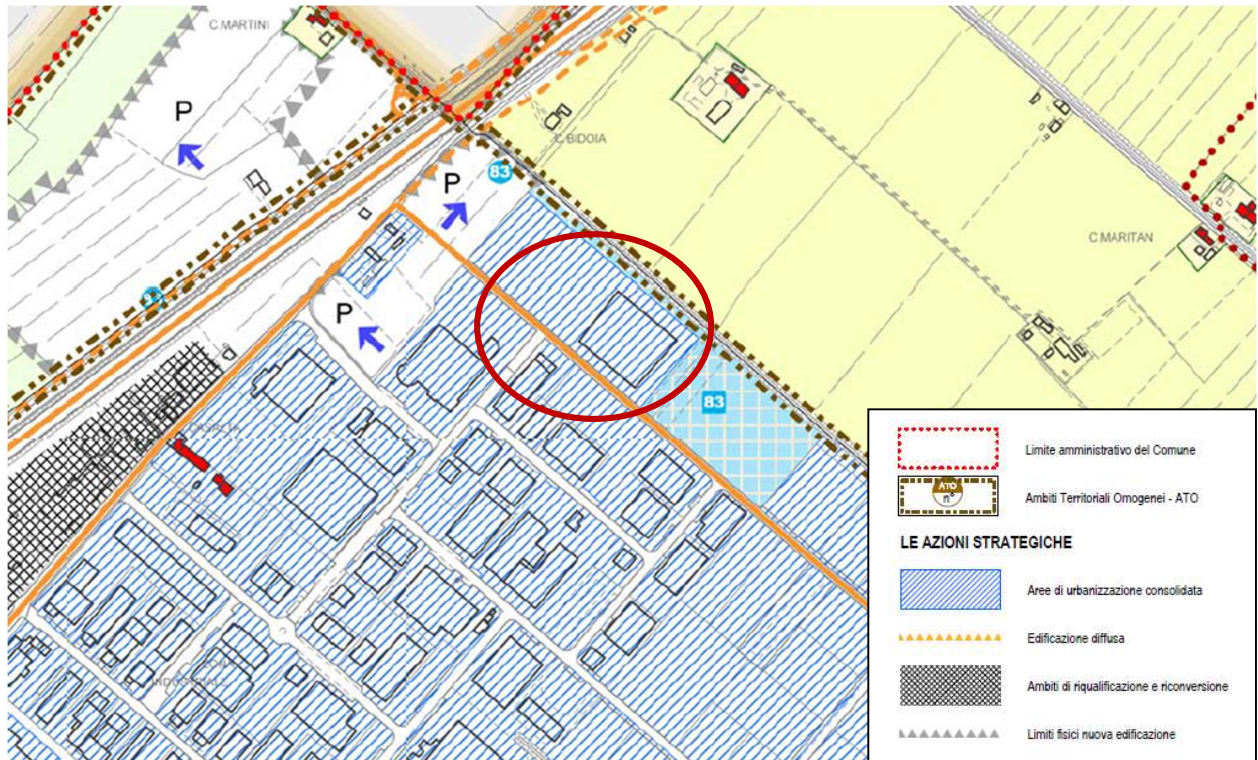 C.MARTINI
P
C.BIDOIA
83
P
C.MARITAN
P
83
INDUSTRIALE
Limite amministrativo del Comune
ATO
n°
Ambiti Territoriali Omogenei - ATO
LE AZIONI STRATEGICHE
Aree di urbanizzazione consolidata
Edificazione diffusa
Ambiti di riqualificazione e riconversione
Limiti fisici nuova edificazione